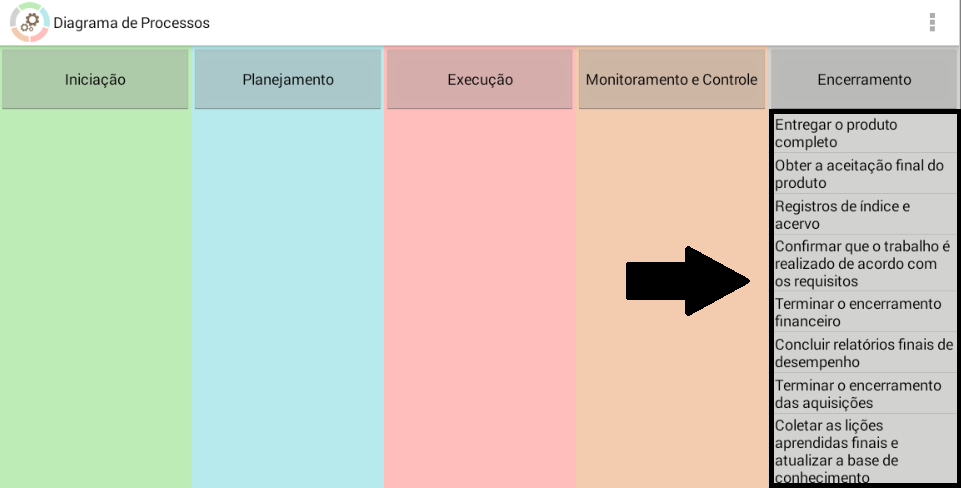 Diagrama de Processos
Iniciação
Planejamento
Execução
Monitoramento e Controle
Encerramento
Entregar o produto
completo
Obter a aceitação final do
produto
Registros de índice e
acervo
Confirmar que o trabalho é
realizado de acordo com
os requisitos
Terminar o encerramento
financeiro
Concluir relatórios finais de
desempenho
Terminar o encerramento
das aquisições
Coletar as lições
aprendidas finais e
atualizar a base de
conhecimento